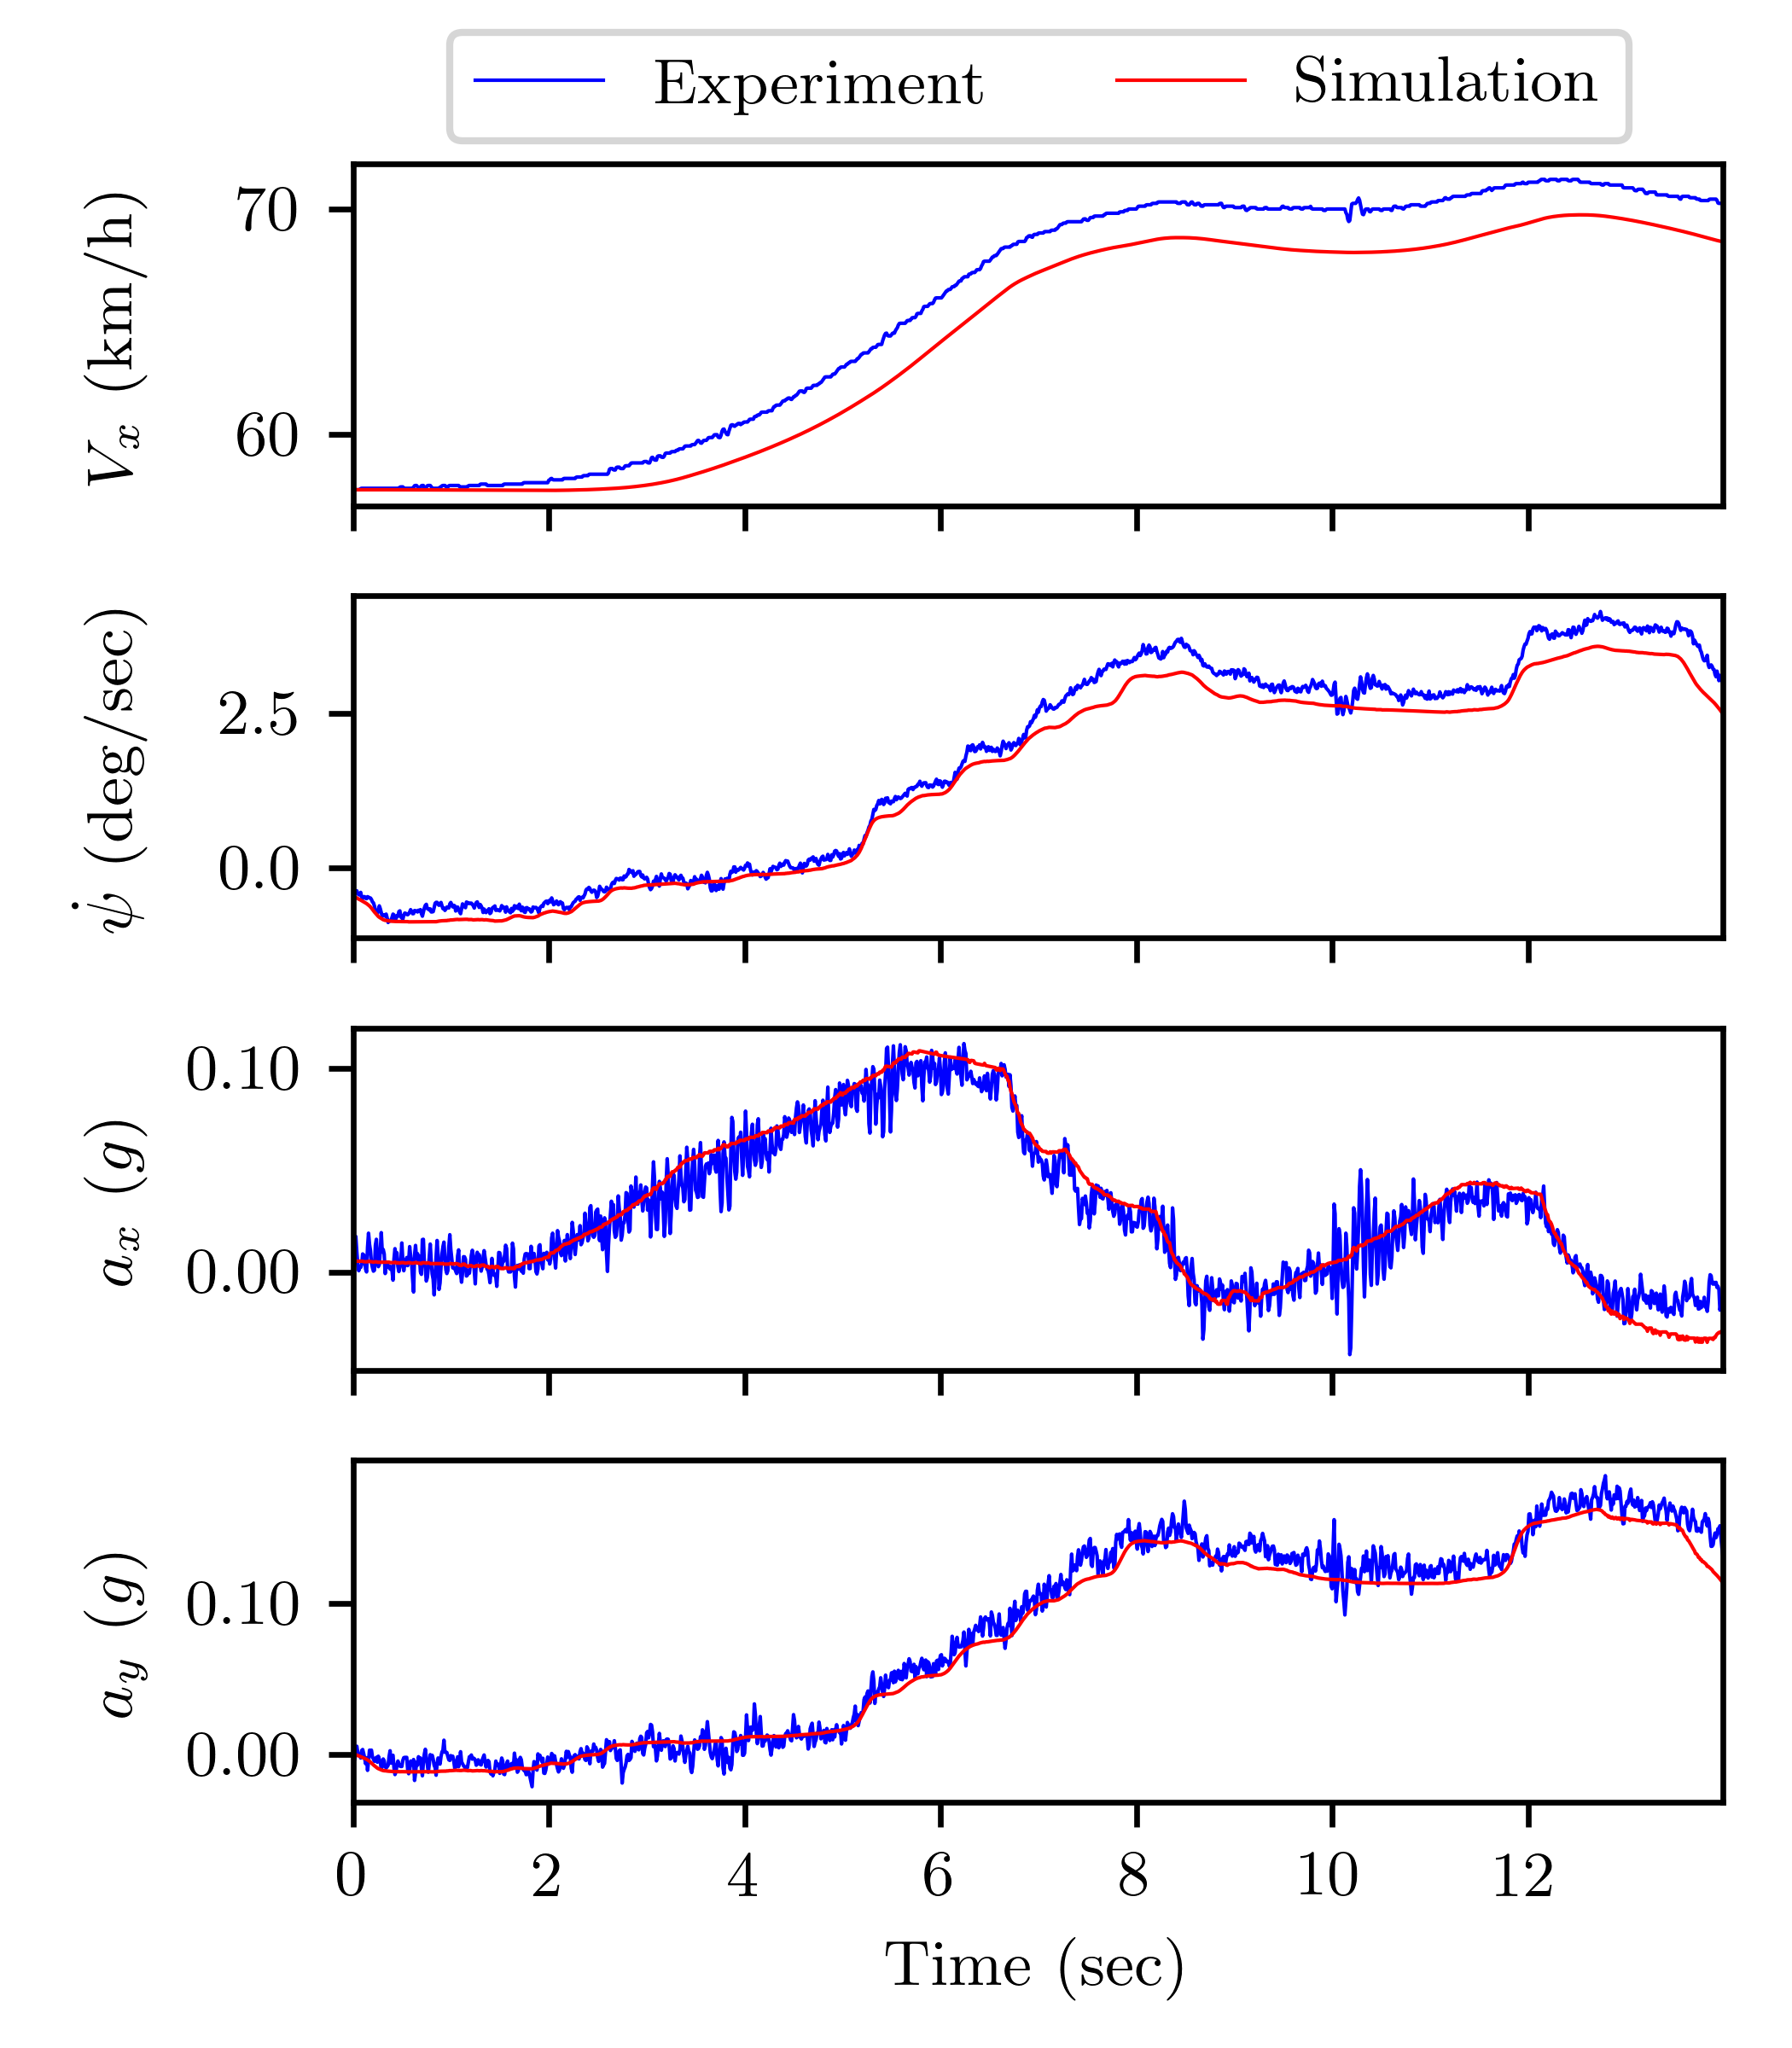 Experiment Simulation
V_x (km/h)
70
60
ψ̇ (deg/sec)
2.5
0.0
a_x (g)
0.10
0.00
a_y (g)
0.10
0.00
0 2 4 6 8 10 12
Time (sec)